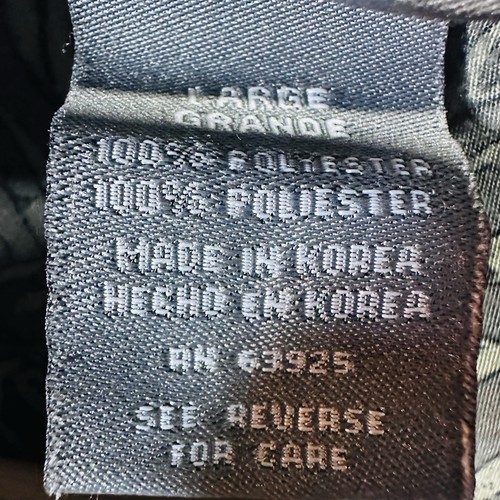 LARGE
GRANDE
100% POLYESTER
100% POLIESTER
MADE IN KOREA
HECHO EN KOREA
RN 63925
SEE REVERSE
FOR CARE